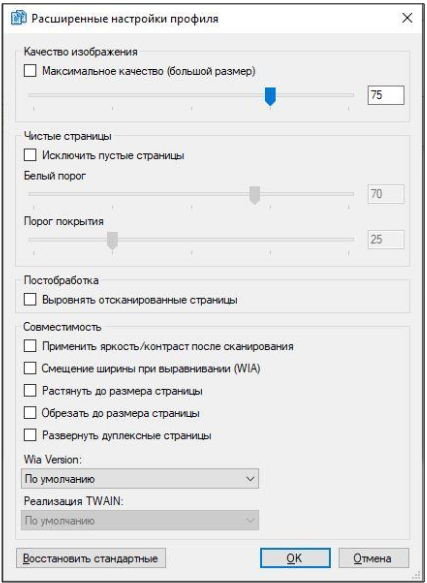 Расширенные настройки профиля
Качество изображения
Максимальное качество (большой размер)
75
Чистые страницы
Исключить пустые страницы
Белый порог
70
Порог покрытия
25
Постобработка
Выровнять отсканированные страницы
Совместимость
Применить яркость/контраст после сканирования
Смещение ширины при выравнивании (WIA)
Растянуть до размера страницы
Обрезать до размера страницы
Развернуть дуплексные страницы
Wia Version:
По умолчанию
Реализация TWAIN:
По умолчанию
Восстановить стандартные ОК Отмена